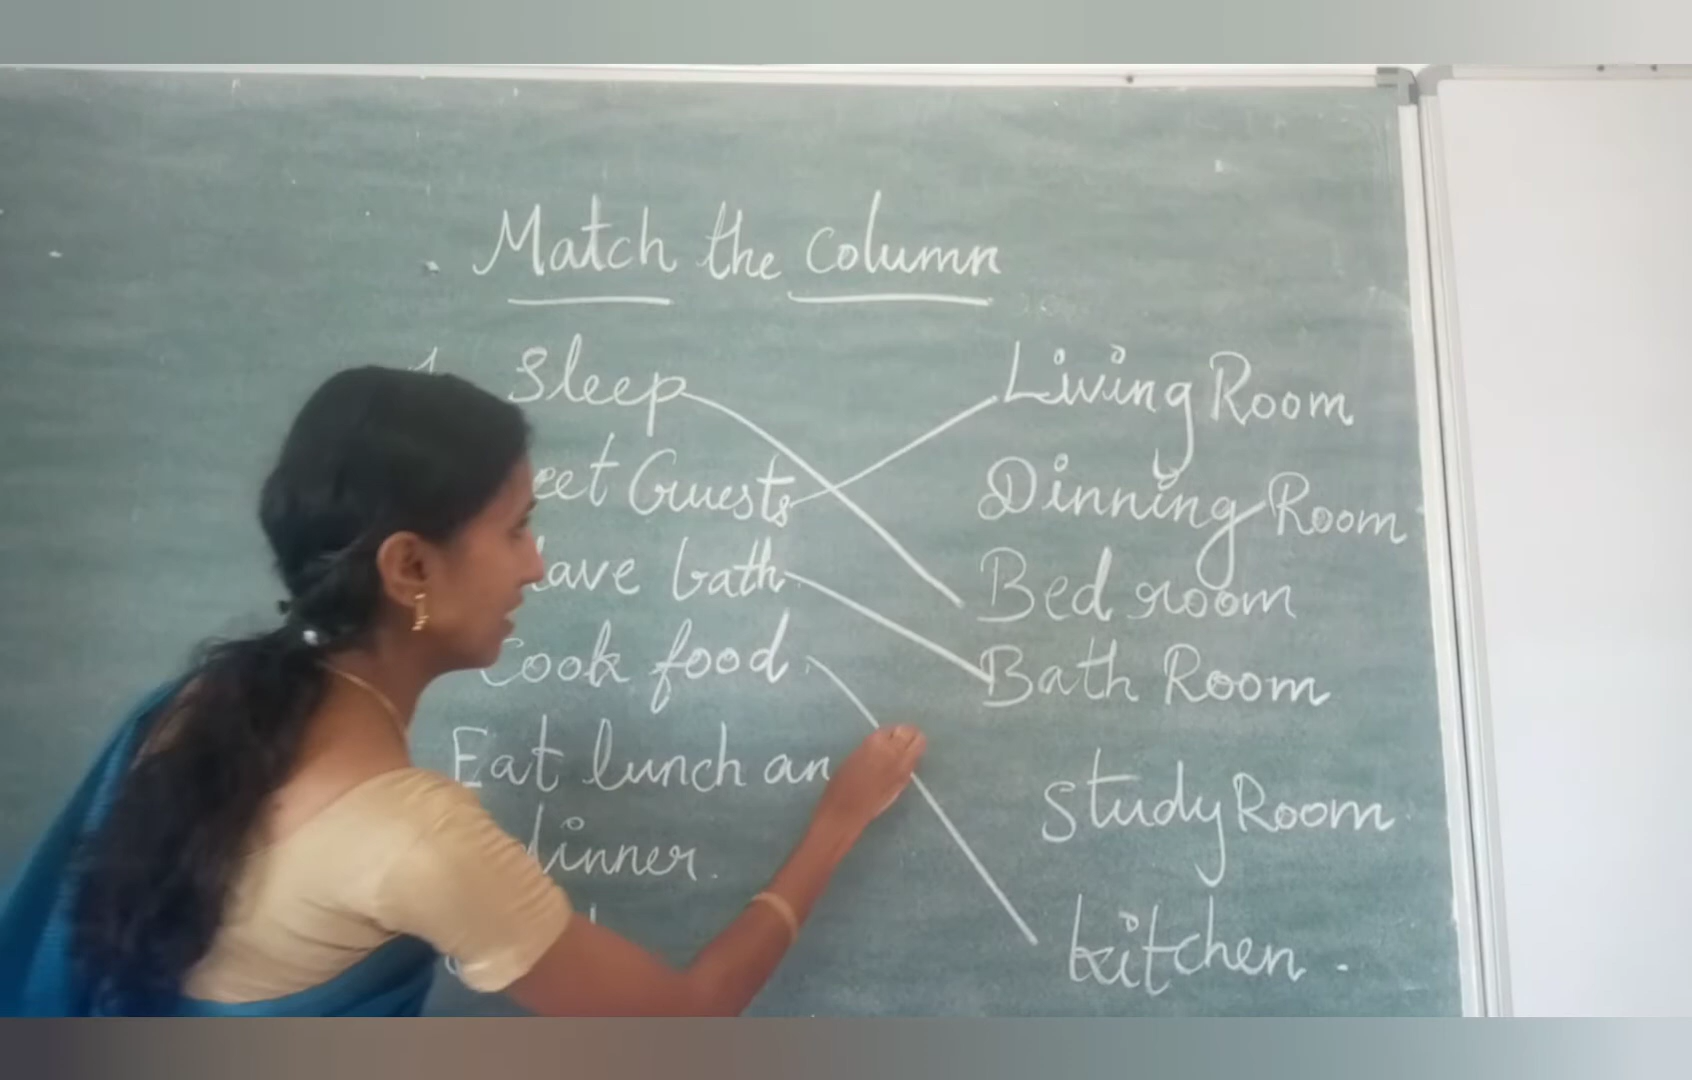 Match the Column
Sleep
Living Room
eet Guests
Dinning Room
ave bath
Bed room
Cook food
Bath Room
Eat lunch an
dinner.
Study Room
kitchen.